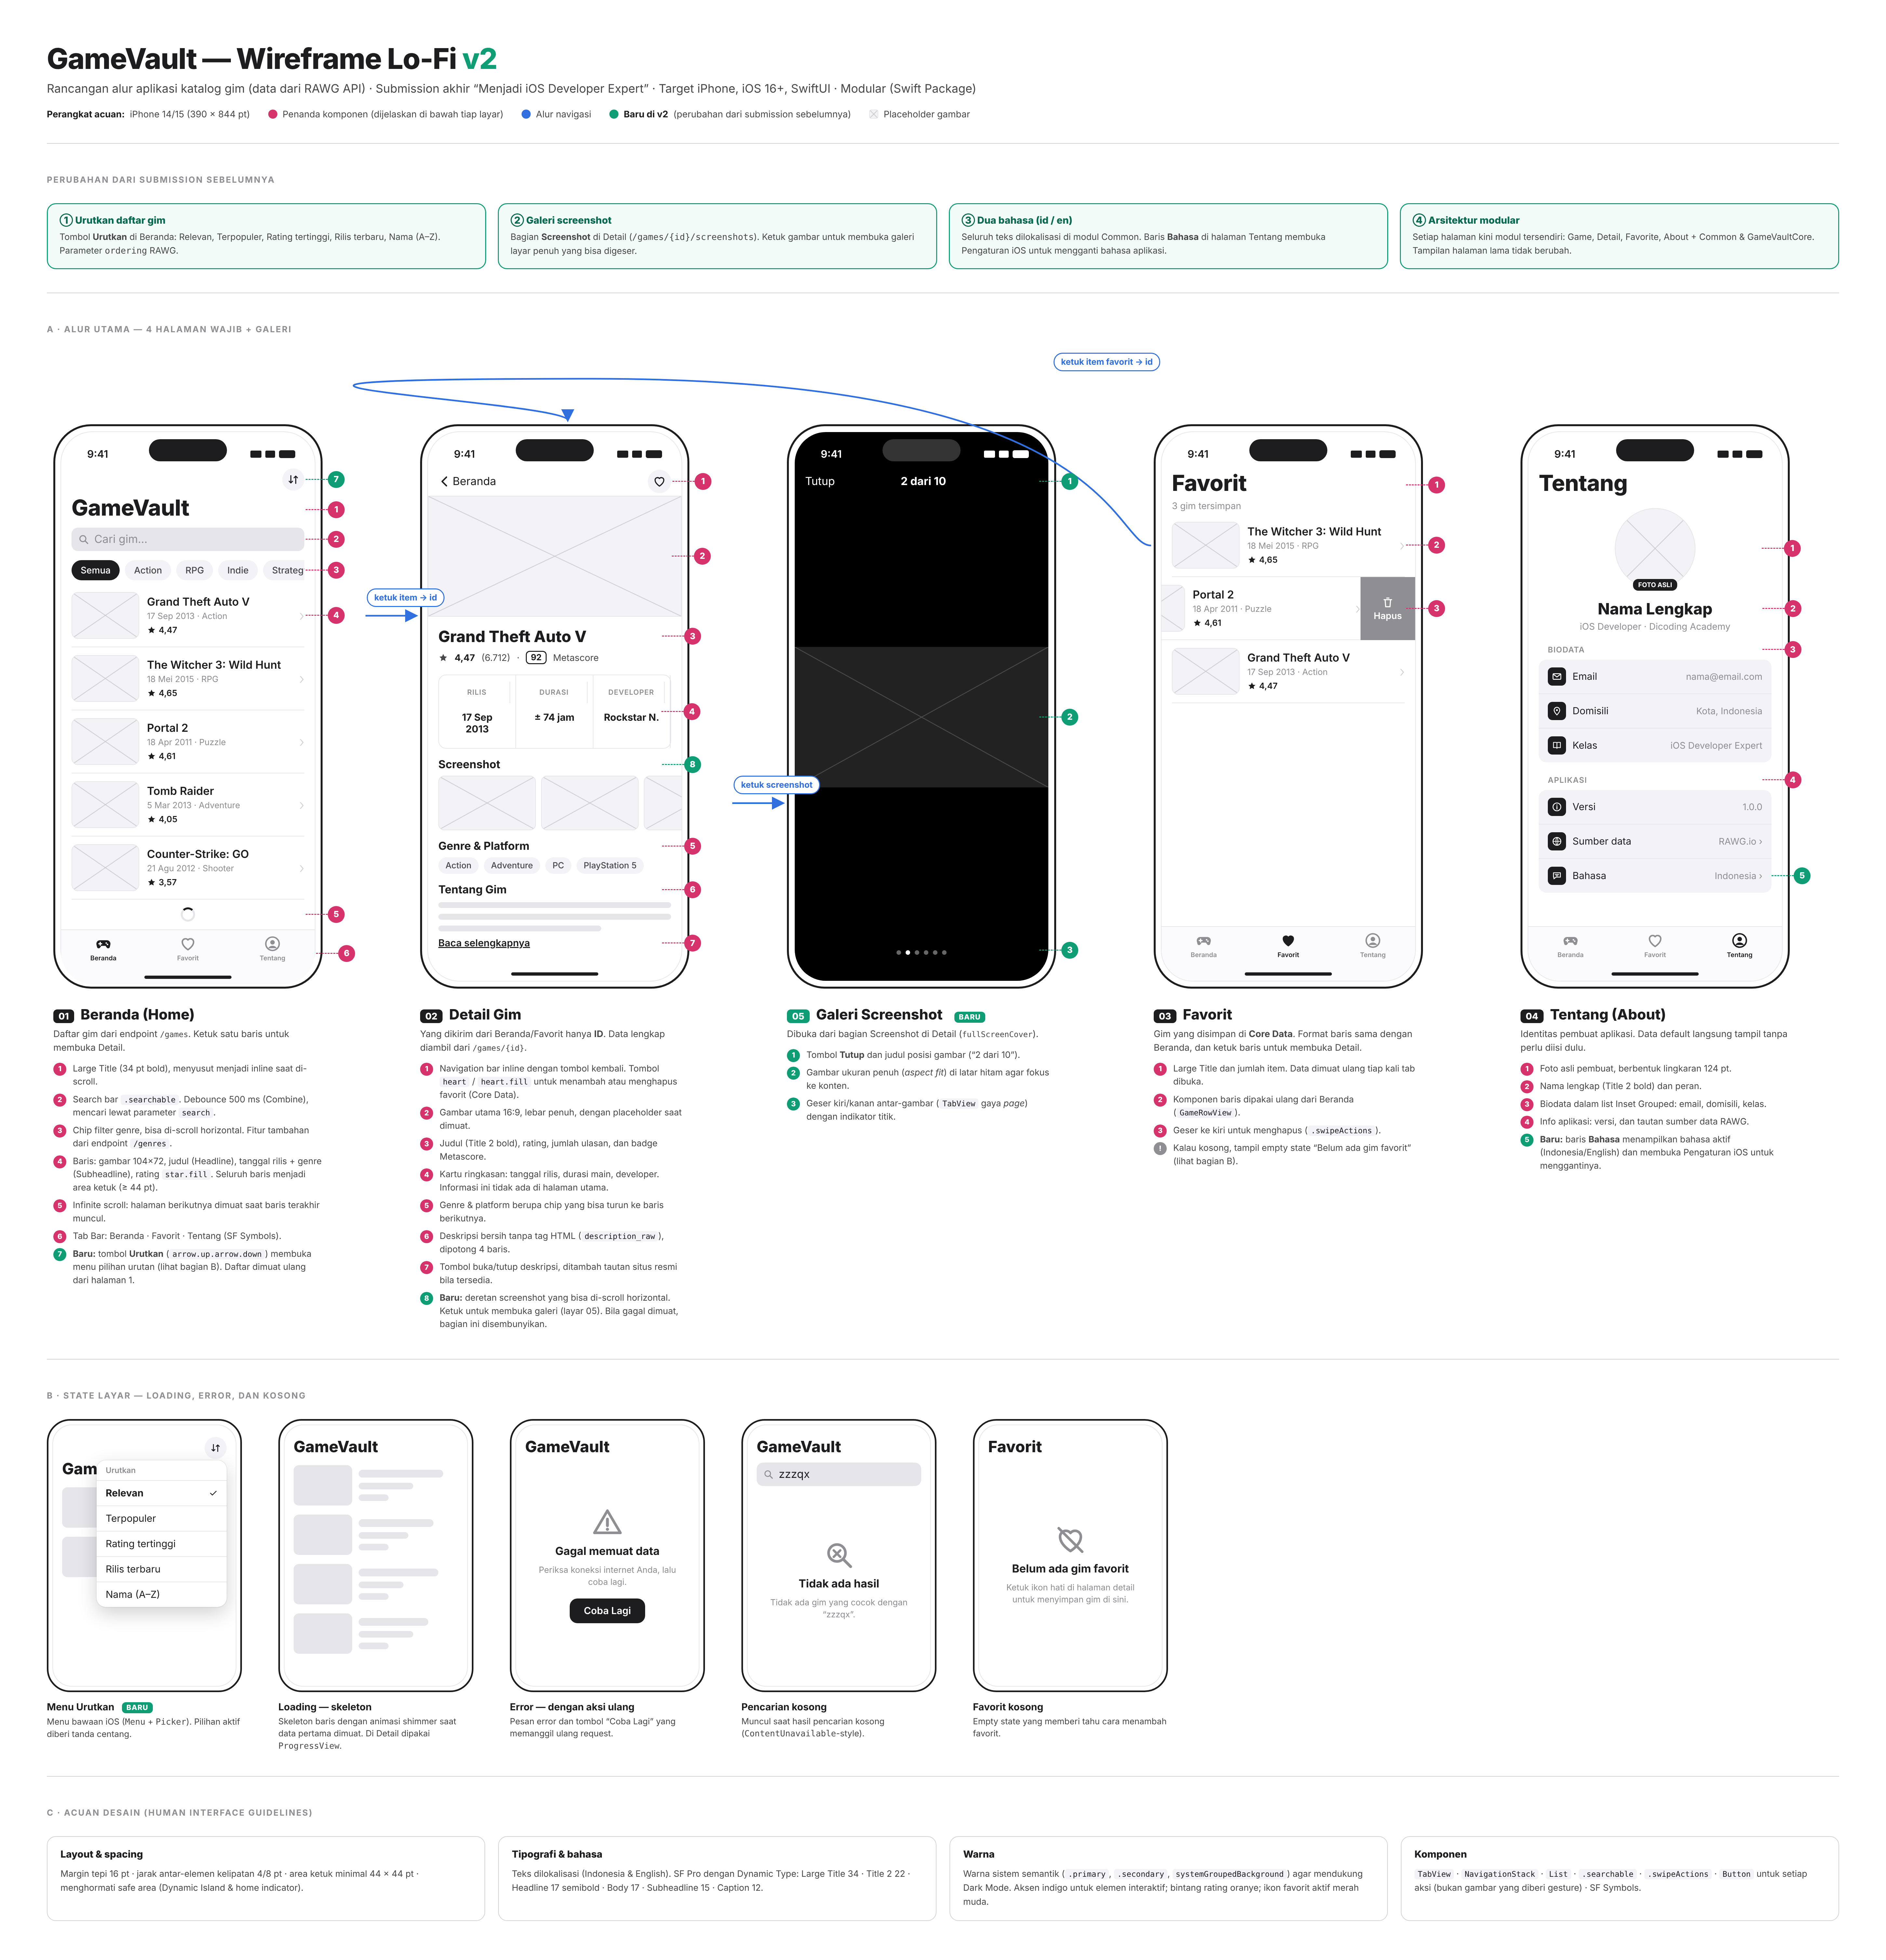 GameVault — Wireframe Lo-Fi v2
Rancangan alur aplikasi katalog gim (data dari RAWG API) · Submission akhir “Menjadi iOS Developer Expert” · Target iPhone, iOS 16+, SwiftUI · Modular (Swift Package)
Perangkat acuan: iPhone 14/15 (390 × 844 pt)
Penanda komponen (dijelaskan di bawah tiap layar)
Alur navigasi
Baru di v2 (perubahan dari submission sebelumnya)
Placeholder gambar
PERUBAHAN DARI SUBMISSION SEBELUMNYA
① Urutkan daftar gim
Tombol Urutkan di Beranda: Relevan, Terpopuler, Rating tertinggi, Rilis terbaru, Nama (A–Z).
Parameter ordering RAWG.
② Galeri screenshot
Bagian Screenshot di Detail (/games/{id}/screenshots). Ketuk gambar untuk membuka galeri
layar penuh yang bisa digeser.
③ Dua bahasa (id / en)
Seluruh teks dilokalisasi di modul Common. Baris Bahasa di halaman Tentang membuka
Pengaturan iOS untuk mengganti bahasa aplikasi.
④ Arsitektur modular
Setiap halaman kini modul tersendiri: Game, Detail, Favorite, About + Common & GameVaultCore.
Tampilan halaman lama tidak berubah.
A · ALUR UTAMA — 4 HALAMAN WAJIB + GALERI
ketuk item favorit → id
9:41
7
GameVault
1
Cari gim...
2
Semua
Action
RPG
Indie
Strateg
3
Grand Theft Auto V
17 Sep 2013 · Action
★ 4,47
4
The Witcher 3: Wild Hunt
18 Mei 2015 · RPG
★ 4,65
Portal 2
18 Apr 2011 · Puzzle
★ 4,61
Tomb Raider
5 Mar 2013 · Adventure
★ 4,05
Counter-Strike: GO
21 Agu 2012 · Shooter
★ 3,57
5
Beranda
Favorit
Tentang
6
ketuk item → id
9:41
Beranda
1
2
Grand Theft Auto V
3
★ 4,47 (6.712) · 92 Metascore
RILIS
DURASI
DEVELOPER
17 Sep
2013
± 74 jam
Rockstar N.
4
Screenshot
8
Genre & Platform
5
Action
Adventure
PC
PlayStation 5
Tentang Gim
6
Baca selengkapnya
7
ketuk screenshot
9:41
Tutup
2 dari 10
1
2
3
9:41
Favorit
1
3 gim tersimpan
The Witcher 3: Wild Hunt
18 Mei 2015 · RPG
★ 4,65
2
Portal 2
18 Apr 2011 · Puzzle
★ 4,61
Hapus
3
Grand Theft Auto V
17 Sep 2013 · Action
★ 4,47
Beranda
Favorit
Tentang
9:41
Tentang
1
FOTO ASLI
Nama Lengkap
2
iOS Developer · Dicoding Academy
BIODATA
3
Email
nama@email.com
Domisili
Kota, Indonesia
Kelas
iOS Developer Expert
APLIKASI
4
Versi
1.0.0
Sumber data
RAWG.io ›
Bahasa
Indonesia ›
5
Beranda
Favorit
Tentang
01 Beranda (Home)
Daftar gim dari endpoint /games. Ketuk satu baris untuk
membuka Detail.
1 Large Title (34 pt bold), menyusut menjadi inline saat di-
scroll.
2 Search bar .searchable. Debounce 500 ms (Combine),
mencari lewat parameter search.
3 Chip filter genre, bisa di-scroll horizontal. Fitur tambahan
dari endpoint /genres.
4 Baris: gambar 104×72, judul (Headline), tanggal rilis + genre
(Subheadline), rating star.fill. Seluruh baris menjadi
area ketuk (≥ 44 pt).
5 Infinite scroll: halaman berikutnya dimuat saat baris terakhir
muncul.
6 Tab Bar: Beranda · Favorit · Tentang (SF Symbols).
7 Baru: tombol Urutkan (arrow.up.arrow.down) membuka
menu pilihan urutan (lihat bagian B). Daftar dimuat ulang
dari halaman 1.
02 Detail Gim
Yang dikirim dari Beranda/Favorit hanya ID. Data lengkap
diambil dari /games/{id}.
1 Navigation bar inline dengan tombol kembali. Tombol
heart / heart.fill untuk menambah atau menghapus
favorit (Core Data).
2 Gambar utama 16:9, lebar penuh, dengan placeholder saat
dimuat.
3 Judul (Title 2 bold), rating, jumlah ulasan, dan badge
Metascore.
4 Kartu ringkasan: tanggal rilis, durasi main, developer.
Informasi ini tidak ada di halaman utama.
5 Genre & platform berupa chip yang bisa turun ke baris
berikutnya.
6 Deskripsi bersih tanpa tag HTML (description_raw),
dipotong 4 baris.
7 Tombol buka/tutup deskripsi, ditambah tautan situs resmi
bila tersedia.
8 Baru: deretan screenshot yang bisa di-scroll horizontal.
Ketuk untuk membuka galeri (layar 05). Bila gagal dimuat,
bagian ini disembunyikan.
05 Galeri Screenshot BARU
Dibuka dari bagian Screenshot di Detail (fullScreenCover).
1 Tombol Tutup dan judul posisi gambar (“2 dari 10”).
2 Gambar ukuran penuh (aspect fit) di latar hitam agar fokus
ke konten.
3 Geser kiri/kanan antar-gambar (TabView gaya page)
dengan indikator titik.
03 Favorit
Gim yang disimpan di Core Data. Format baris sama dengan
Beranda, dan ketuk baris untuk membuka Detail.
1 Large Title dan jumlah item. Data dimuat ulang tiap kali tab
dibuka.
2 Komponen baris dipakai ulang dari Beranda
(GameRowView).
3 Geser ke kiri untuk menghapus (.swipeActions).
! Kalau kosong, tampil empty state “Belum ada gim favorit”
(lihat bagian B).
04 Tentang (About)
Identitas pembuat aplikasi. Data default langsung tampil tanpa
perlu diisi dulu.
1 Foto asli pembuat, berbentuk lingkaran 124 pt.
2 Nama lengkap (Title 2 bold) dan peran.
3 Biodata dalam list Inset Grouped: email, domisili, kelas.
4 Info aplikasi: versi, dan tautan sumber data RAWG.
5 Baru: baris Bahasa menampilkan bahasa aktif
(Indonesia/English) dan membuka Pengaturan iOS untuk
menggantinya.
B · STATE LAYAR — LOADING, ERROR, DAN KOSONG
Gam
Urutkan
Relevan
Terpopuler
Rating tertinggi
Rilis terbaru
Nama (A–Z)
Menu Urutkan BARU
Menu bawaan iOS (Menu + Picker). Pilihan aktif
diberi tanda centang.
GameVault
Loading — skeleton
Skeleton baris dengan animasi shimmer saat
data pertama dimuat. Di Detail dipakai
ProgressView.
GameVault
Gagal memuat data
Periksa koneksi internet Anda, lalu
coba lagi.
Coba Lagi
Error — dengan aksi ulang
Pesan error dan tombol “Coba Lagi” yang
memanggil ulang request.
GameVault
zzzqx
Tidak ada hasil
Tidak ada gim yang cocok dengan
“zzzqx”.
Pencarian kosong
Muncul saat hasil pencarian kosong
(ContentUnavailable-style).
Favorit
Belum ada gim favorit
Ketuk ikon hati di halaman detail
untuk menyimpan gim di sini.
Favorit kosong
Empty state yang memberi tahu cara menambah
favorit.
C · ACUAN DESAIN (HUMAN INTERFACE GUIDELINES)
Layout & spacing
Margin tepi 16 pt · jarak antar-elemen kelipatan 4/8 pt · area ketuk minimal 44 × 44 pt ·
menghormati safe area (Dynamic Island & home indicator).
Tipografi & bahasa
Teks dilokalisasi (Indonesia & English). SF Pro dengan Dynamic Type: Large Title 34 · Title 2 22 ·
Headline 17 semibold · Body 17 · Subheadline 15 · Caption 12.
Warna
Warna sistem semantik (.primary, .secondary, systemGroupedBackground) agar mendukung
Dark Mode. Aksen indigo untuk elemen interaktif; bintang rating oranye; ikon favorit aktif merah
muda.
Komponen
TabView · NavigationStack · List · .searchable · .swipeActions · Button untuk setiap
aksi (bukan gambar yang diberi gesture) · SF Symbols.